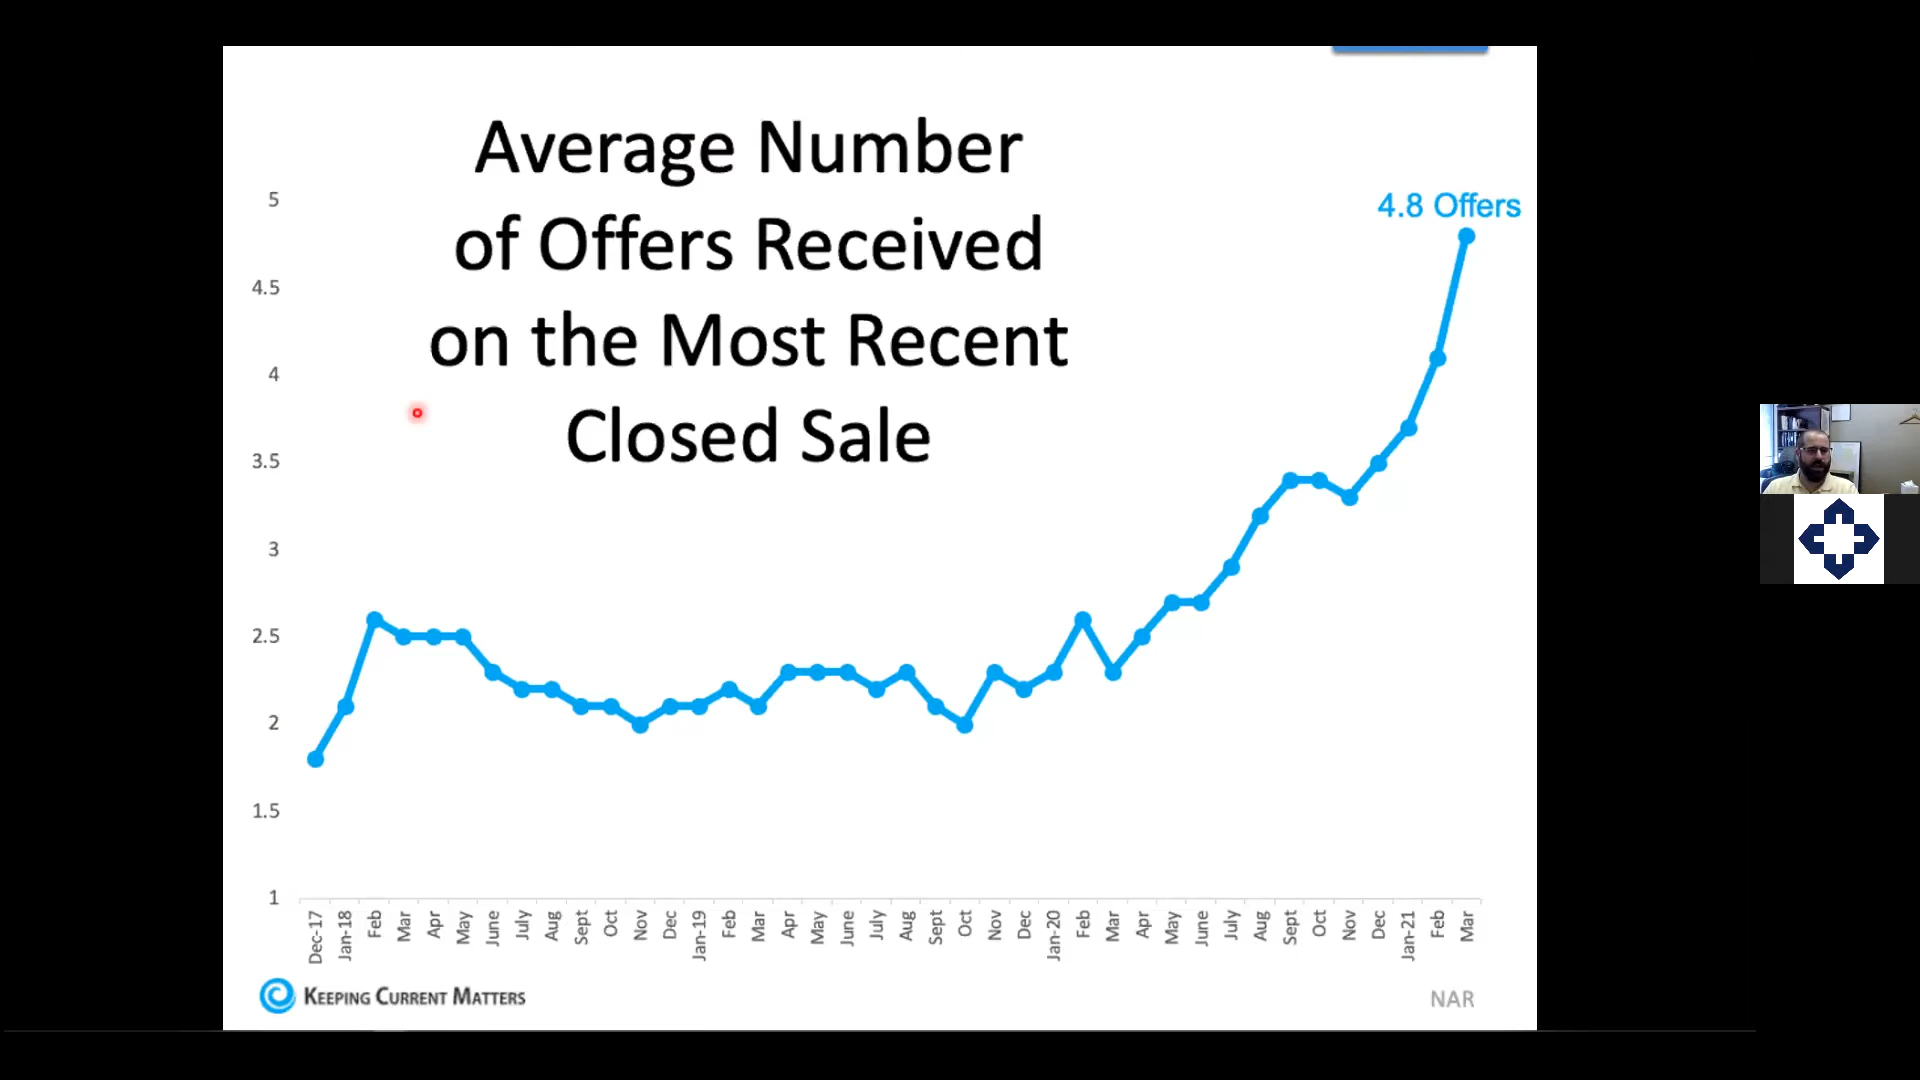 Average Number
of Offers Received
on the Most Recent
Closed Sale
4.8 Offers
5
4.5
4
3.5
3
2.5
2
1.5
1
Dec-17 Jan-18 Feb Mar Apr May June July Aug Sept Oct Nov Dec Jan-19 Feb Mar Apr May June July Aug Sept Oct Nov Dec Jan-20 Feb Mar Apr May June July Aug Sept Oct Nov Dec Jan-21 Feb Mar
KEEPING CURRENT MATTERS
NAR